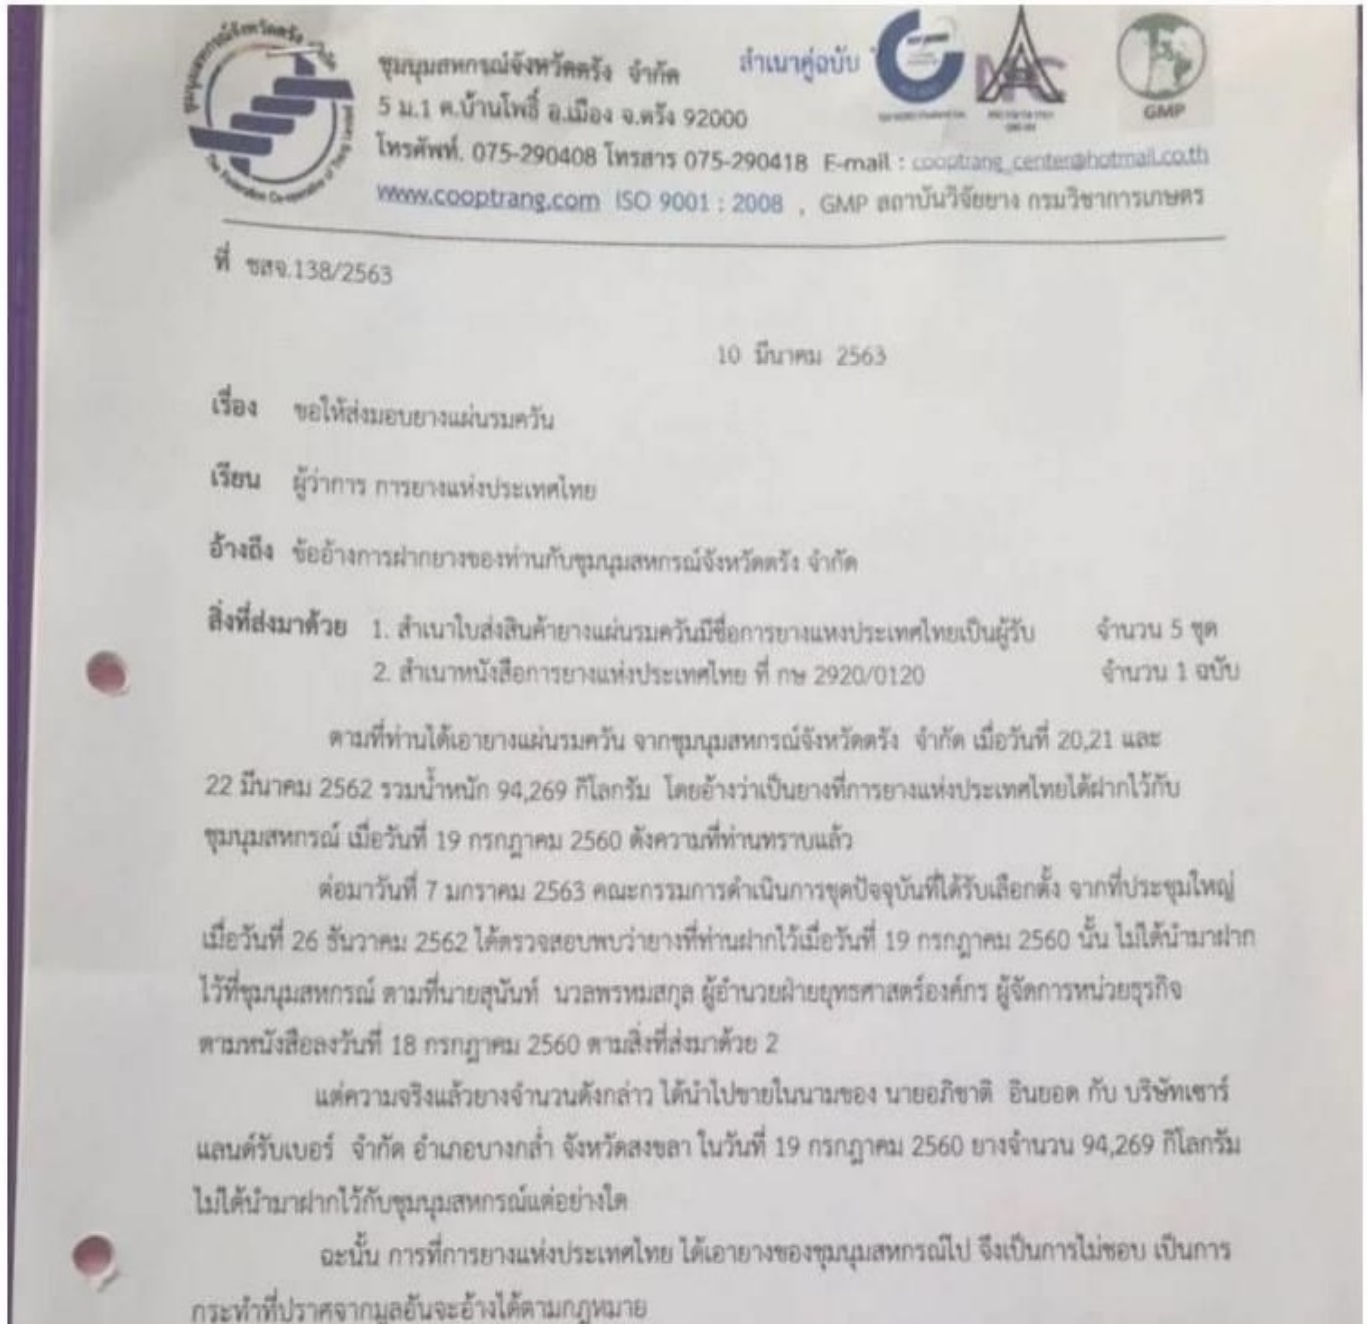 ชุมนุมสหกรณ์จังหวัดตรัง จำกัด สำเนาคู่ฉบับ
5 ม.1 ต.บ้านโพธิ์ อ.เมือง จ.ตรัง 92000
โทรศัพท์. 075-290408 โทรสาร 075-290418 E-mail : cooptrang_center@hotmail.co.th
www.cooptrang.com ISO 9001 : 2008 , GMP สถาบันวิจัยยาง กรมวิชาการเกษตร
GMP
ที่ ชสจ.138/2563
10 มีนาคม 2563
เรื่อง ขอให้ส่งมอบยางแผ่นรมควัน
เรียน ผู้ว่าการ การยางแห่งประเทศไทย
อ้างถึง ข้ออ้างการฝากยางของท่านกับชุมนุมสหกรณ์จังหวัดตรัง จำกัด
สิ่งที่ส่งมาด้วย 1. สำเนาใบส่งสินค้ายางแผ่นรมควันมีชื่อการยางแหงประเทศไทยเป็นผู้รับ จำนวน 5 ชุด
2. สำเนาหนังสือการยางแห่งประเทศไทย ที่ กษ 2920/0120 จำนวน 1 ฉบับ
ตามที่ท่านได้เอายางแผ่นรมควัน จากชุมนุมสหกรณ์จังหวัดตรัง จำกัด เมื่อวันที่ 20,21 และ
22 มีนาคม 2562 รวมน้ำหนัก 94,269 กิโลกรัม โดยอ้างว่าเป็นยางที่การยางแห่งประเทศไทยได้ฝากไว้กับ
ชุมนุมสหกรณ์ เมื่อวันที่ 19 กรกฎาคม 2560 ดังความที่ท่านทราบแล้ว
ต่อมาวันที่ 7 มกราคม 2563 คณะกรรมการดำเนินการชุดปัจจุบันที่ได้รับเลือกตั้ง จากที่ประชุมใหญ่
เมื่อวันที่ 26 ธันวาคม 2562 ได้ตรวจสอบพบว่ายางที่ท่านฝากไว้เมื่อวันที่ 19 กรกฎาคม 2560 นั้น ไม่ได้นำมาฝาก
ไว้ที่ชุมนุมสหกรณ์ ตามที่นายสุนันท์ นวลพรหมสกุล ผู้อำนวยฝ่ายยุทธศาสตร์องค์กร ผู้จัดการหน่วยธุรกิจ
ตามหนังสือลงวันที่ 18 กรกฎาคม 2560 ตามสิ่งที่ส่งมาด้วย 2
แต่ความจริงแล้วยางจำนวนดังกล่าว ได้นำไปขายในนามของ นายอภิชาติ อินยอด กับ บริษัทเซาร์
แลนด์รับเบอร์ จำกัด อำเภอบางกล่ำ จังหวัดสงขลา ในวันที่ 19 กรกฎาคม 2560 ยางจำนวน 94,269 กิโลกรัม
ไม่ได้นำมาฝากไว้กับชุมนุมสหกรณ์แต่อย่างใด
ฉะนั้น การที่การยางแห่งประเทศไทย ได้เอายางของชุมนุมสหกรณ์ไป จึงเป็นการไม่ชอบ เป็นการ
กระทำที่ปราศจากมูลอันจะอ้างได้ตามกฎหมาย